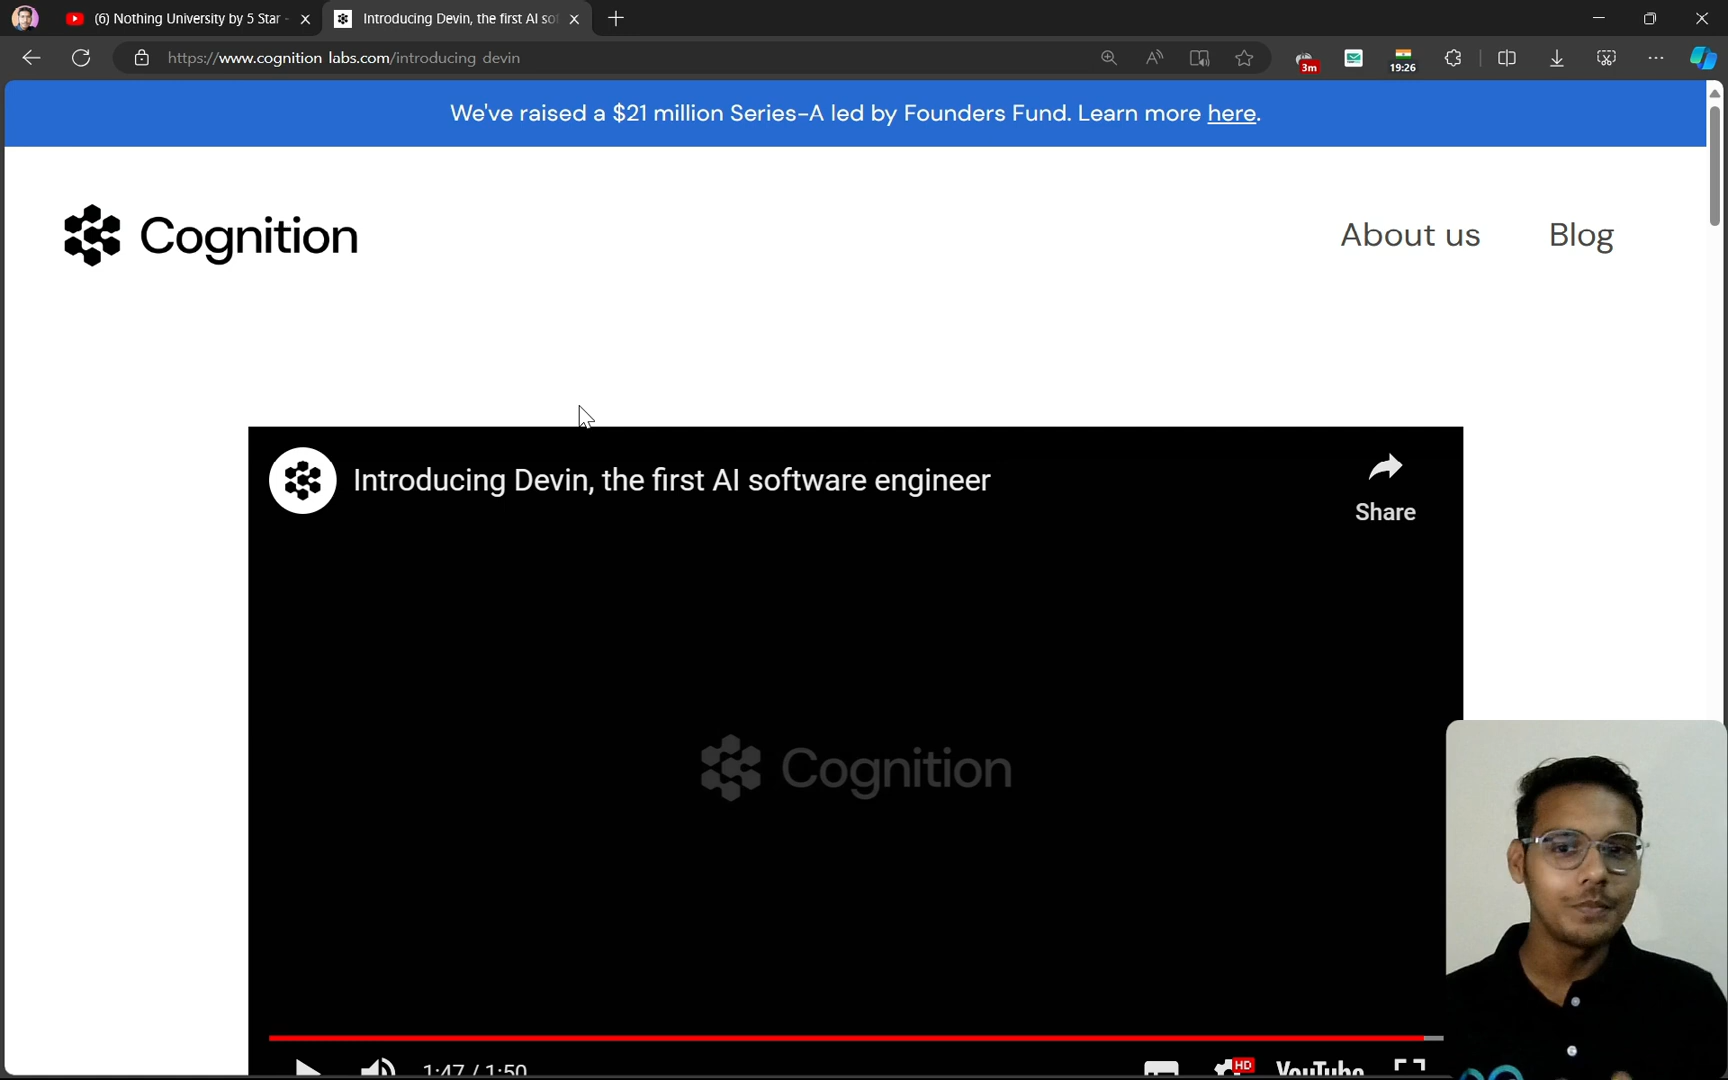 (6) Nothing University by 5 Star -
Introducing Devin, the first AI so
https://www.cognition labs.com/introducing devin
3m
19:26
We've raised a $21 million Series-A led by Founders Fund. Learn more here.
Cognition
About us
Blog
Introducing Devin, the first AI software engineer
Share
Cognition
1:47 / 1:50
HD
YouTube